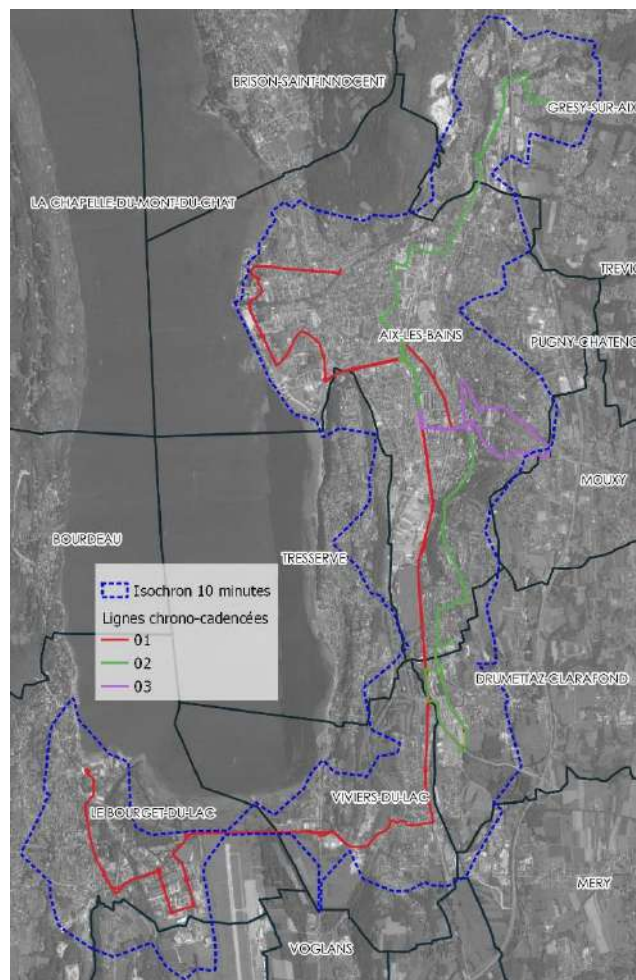 BRISON-SAINT-INNOCENT
GRESY-SUR-AIX
LA CHAPELLE-DU-MONT-DU-CHAT
TREVIG
AIX-LES-BAINS
PUGNY-CHATENO
MOUXY
BOURDEAU
TRESSERVE
Isochron 10 minutes
Lignes chrono-cadencées
01
02
03
DRUMETTAZ-CLARAFOND
LE BOURGET-DU-LAC
VIVIERS-DU-LAC
MERY
VOGLANS